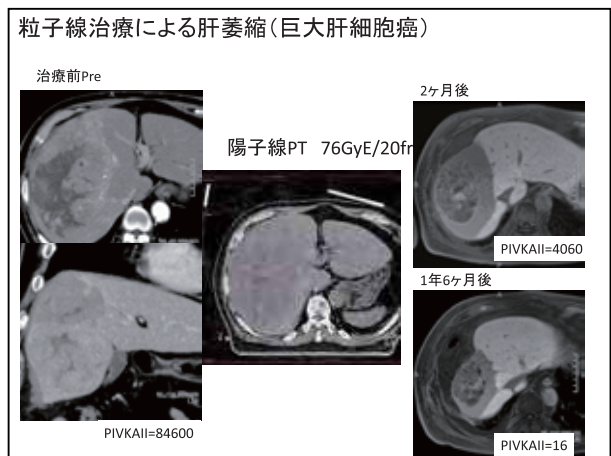 粒子線治療による肝萎縮（巨大肝細胞癌）
治療前Pre
PIVKAII=84600
陽子線PT 76GyE/20fr
2ヶ月後
PIVKAII=4060
1年6ヶ月後
PIVKAII=16